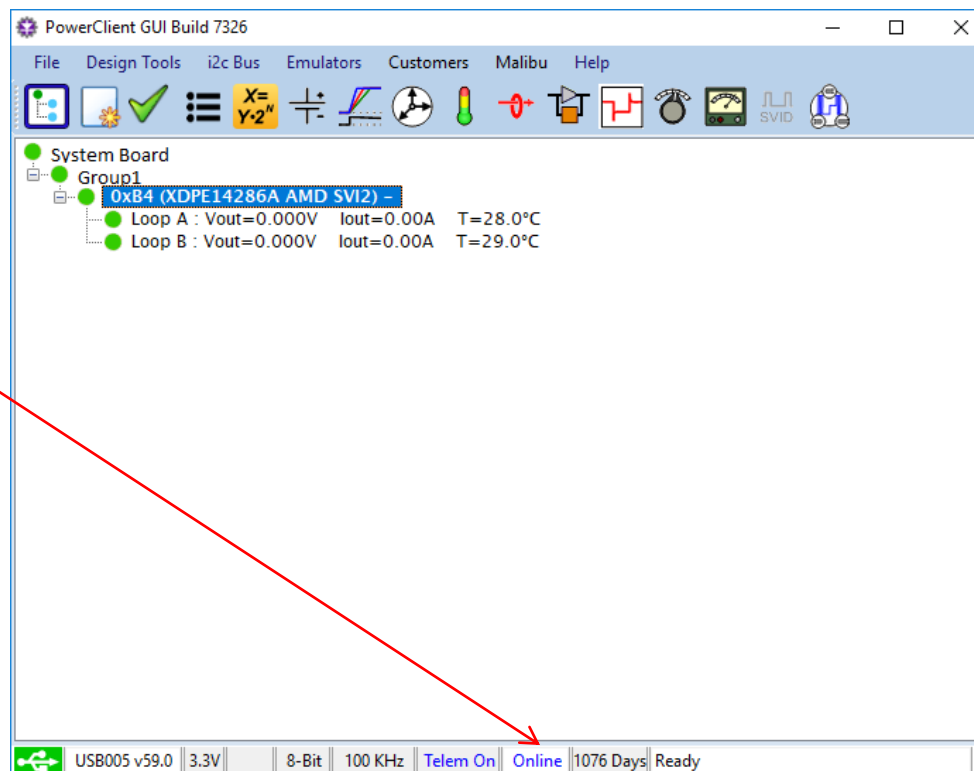 PowerClient GUI Build 7326
File Design Tools i2c Bus Emulators Customers Malibu Help
X=
Y·2ᴺ
SVID
System Board
Group1
0xB4 (XDPE14286A AMD SVI2) –
Loop A : Vout=0.000V Iout=0.00A T=28.0°C
Loop B : Vout=0.000V Iout=0.00A T=29.0°C
USB005 v59.0 3.3V 8-Bit 100 KHz Telem On Online 1076 Days Ready